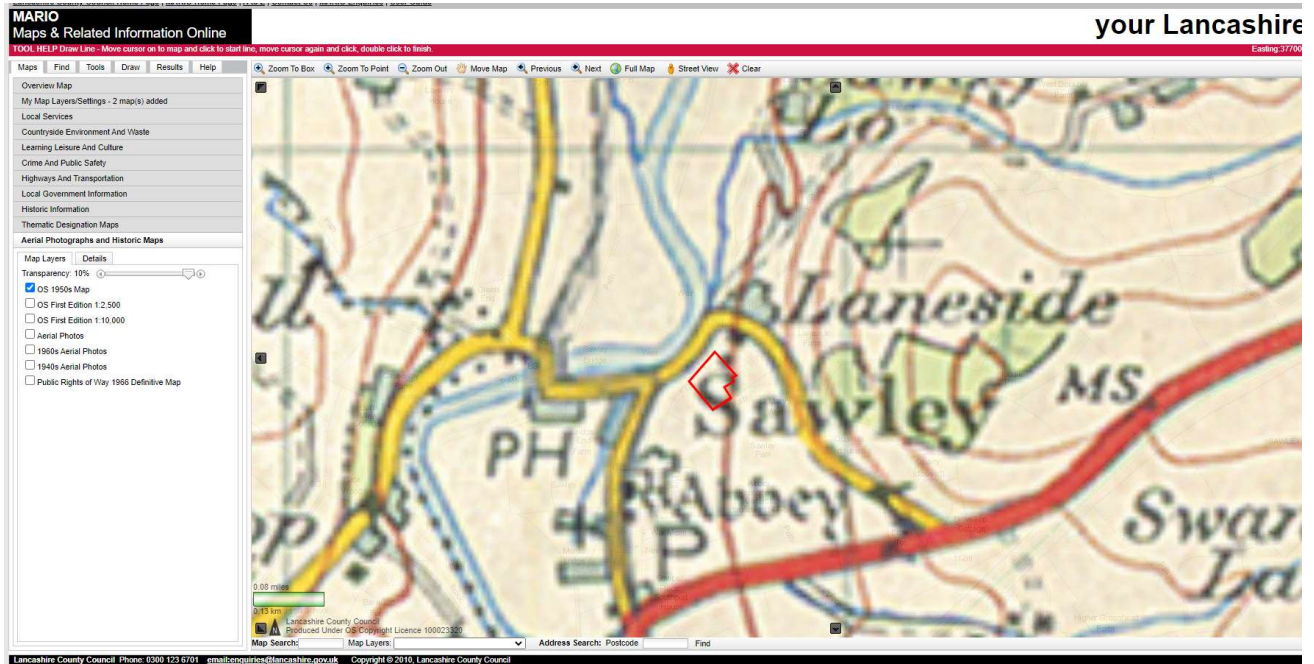 MARIO
Maps & Related Information Online
your Lancashire
TOOL HELP Draw Line - Move cursor on to map and click to start line, move cursor again and click, double click to finish.
Easting:37700
Maps Find Tools Draw Results Help
Zoom To Box Zoom To Point Zoom Out Move Map Previous Next Full Map Street View Clear
Overview Map
My Map Layers/Settings - 2 map(s) added
Local Services
Countryside Environment And Waste
Learning Leisure And Culture
Crime And Public Safety
Highways And Transportation
Local Government Information
Historic Information
Thematic Designation Maps
Aerial Photographs and Historic Maps
Map Layers Details
Transparency: 10%
OS 1950s Map
OS First Edition 1:2,500
OS First Edition 1:10,000
Aerial Photos
1960s Aerial Photos
1940s Aerial Photos
Public Rights of Way 1966 Definitive Map
Laneside
MS
Sawley
PH
Abbey
P
0.08 miles
0.13 km
Lancashire County Council
Produced Under OS Copyright Licence 100023320
Map Search: Map Layers: Address Search: Postcode Find
Lancashire County Council Phone: 0300 123 6701 email:enquiries@lancashire.gov.uk Copyright © 2010, Lancashire County Council